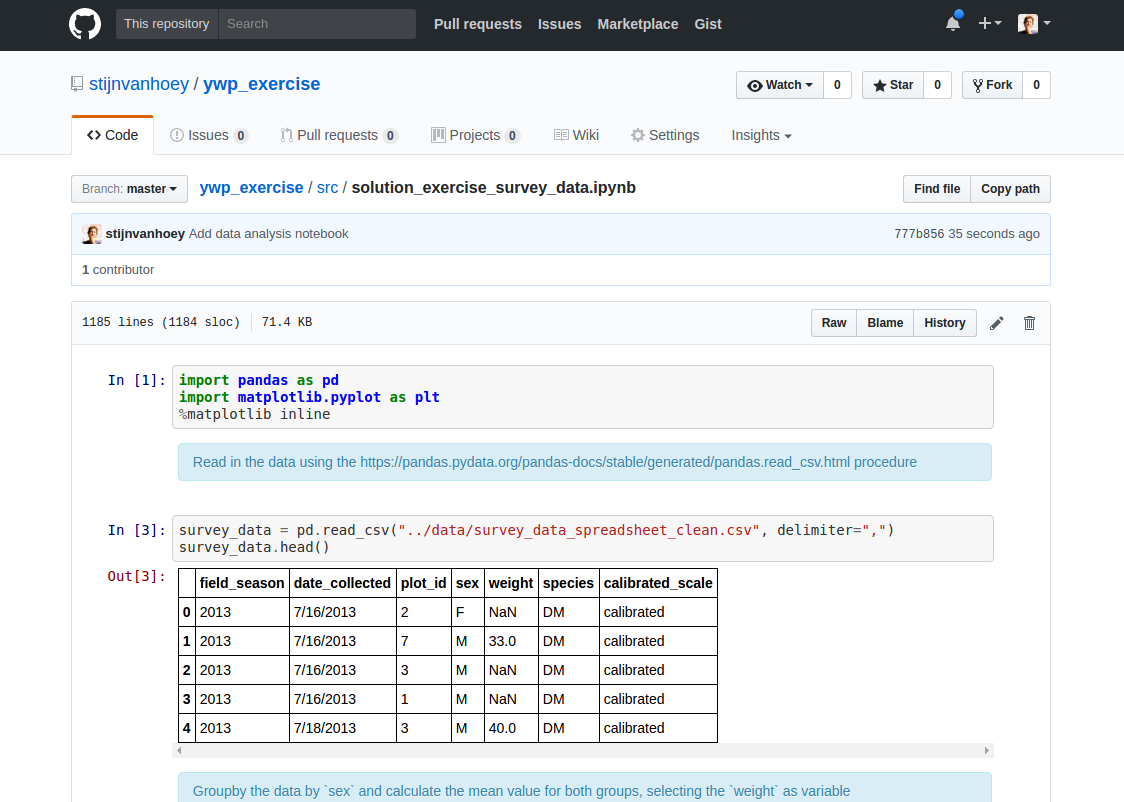 This repository Search Pull requests Issues Marketplace Gist
stijnvanhoey / ywp_exercise Watch 0 Star 0 Fork 0
Code Issues 0 Pull requests 0 Projects 0 Wiki Settings Insights
Branch: master ywp_exercise / src / solution_exercise_survey_data.ipynb Find file Copy path
stijnvanhoey Add data analysis notebook 777b856 35 seconds ago
1 contributor
1185 lines (1184 sloc) 71.4 KB Raw Blame History
In [1]: import pandas as pd
import matplotlib.pyplot as plt
%matplotlib inline
Read in the data using the https://pandas.pydata.org/pandas-docs/stable/generated/pandas.read_csv.html procedure
In [3]: survey_data = pd.read_csv("../data/survey_data_spreadsheet_clean.csv", delimiter=",")
survey_data.head()
Out[3]:
field_season date_collected plot_id sex weight species calibrated_scale
0 2013 7/16/2013 2 F NaN DM calibrated
1 2013 7/16/2013 7 M 33.0 DM calibrated
2 2013 7/16/2013 3 M NaN DM calibrated
3 2013 7/16/2013 1 M NaN DM calibrated
4 2013 7/18/2013 3 M 40.0 DM calibrated
Groupby the data by `sex` and calculate the mean value for both groups, selecting the `weight` as variable